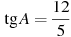 tgA = 12/5